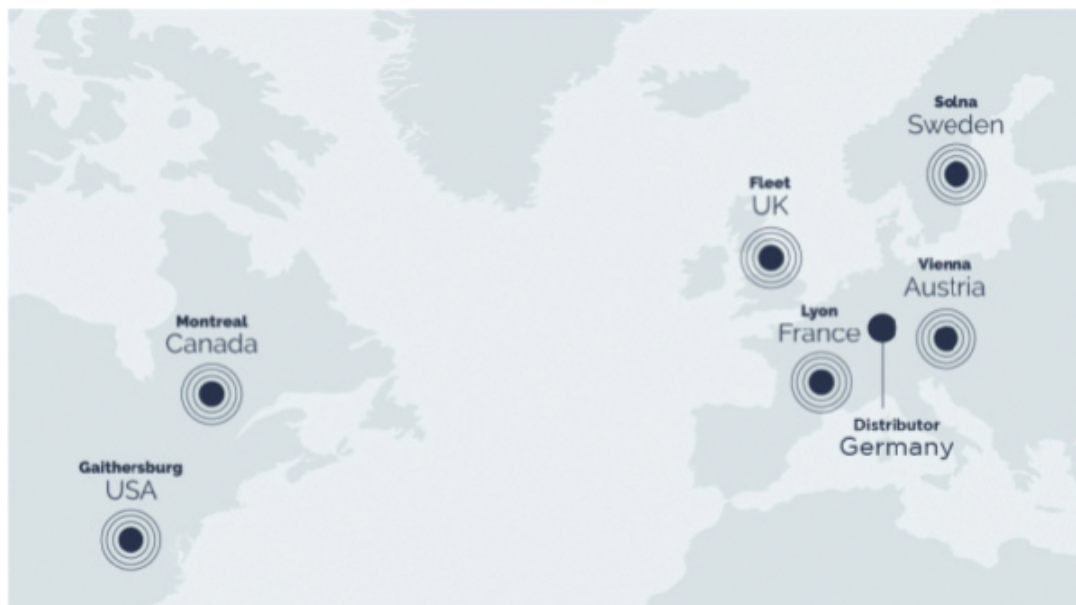 Solna
Sweden
Fleet
UK
Vienna
Austria
Lyon
France
Montreal
Canada
Distributor
Germany
Gaithersburg
USA